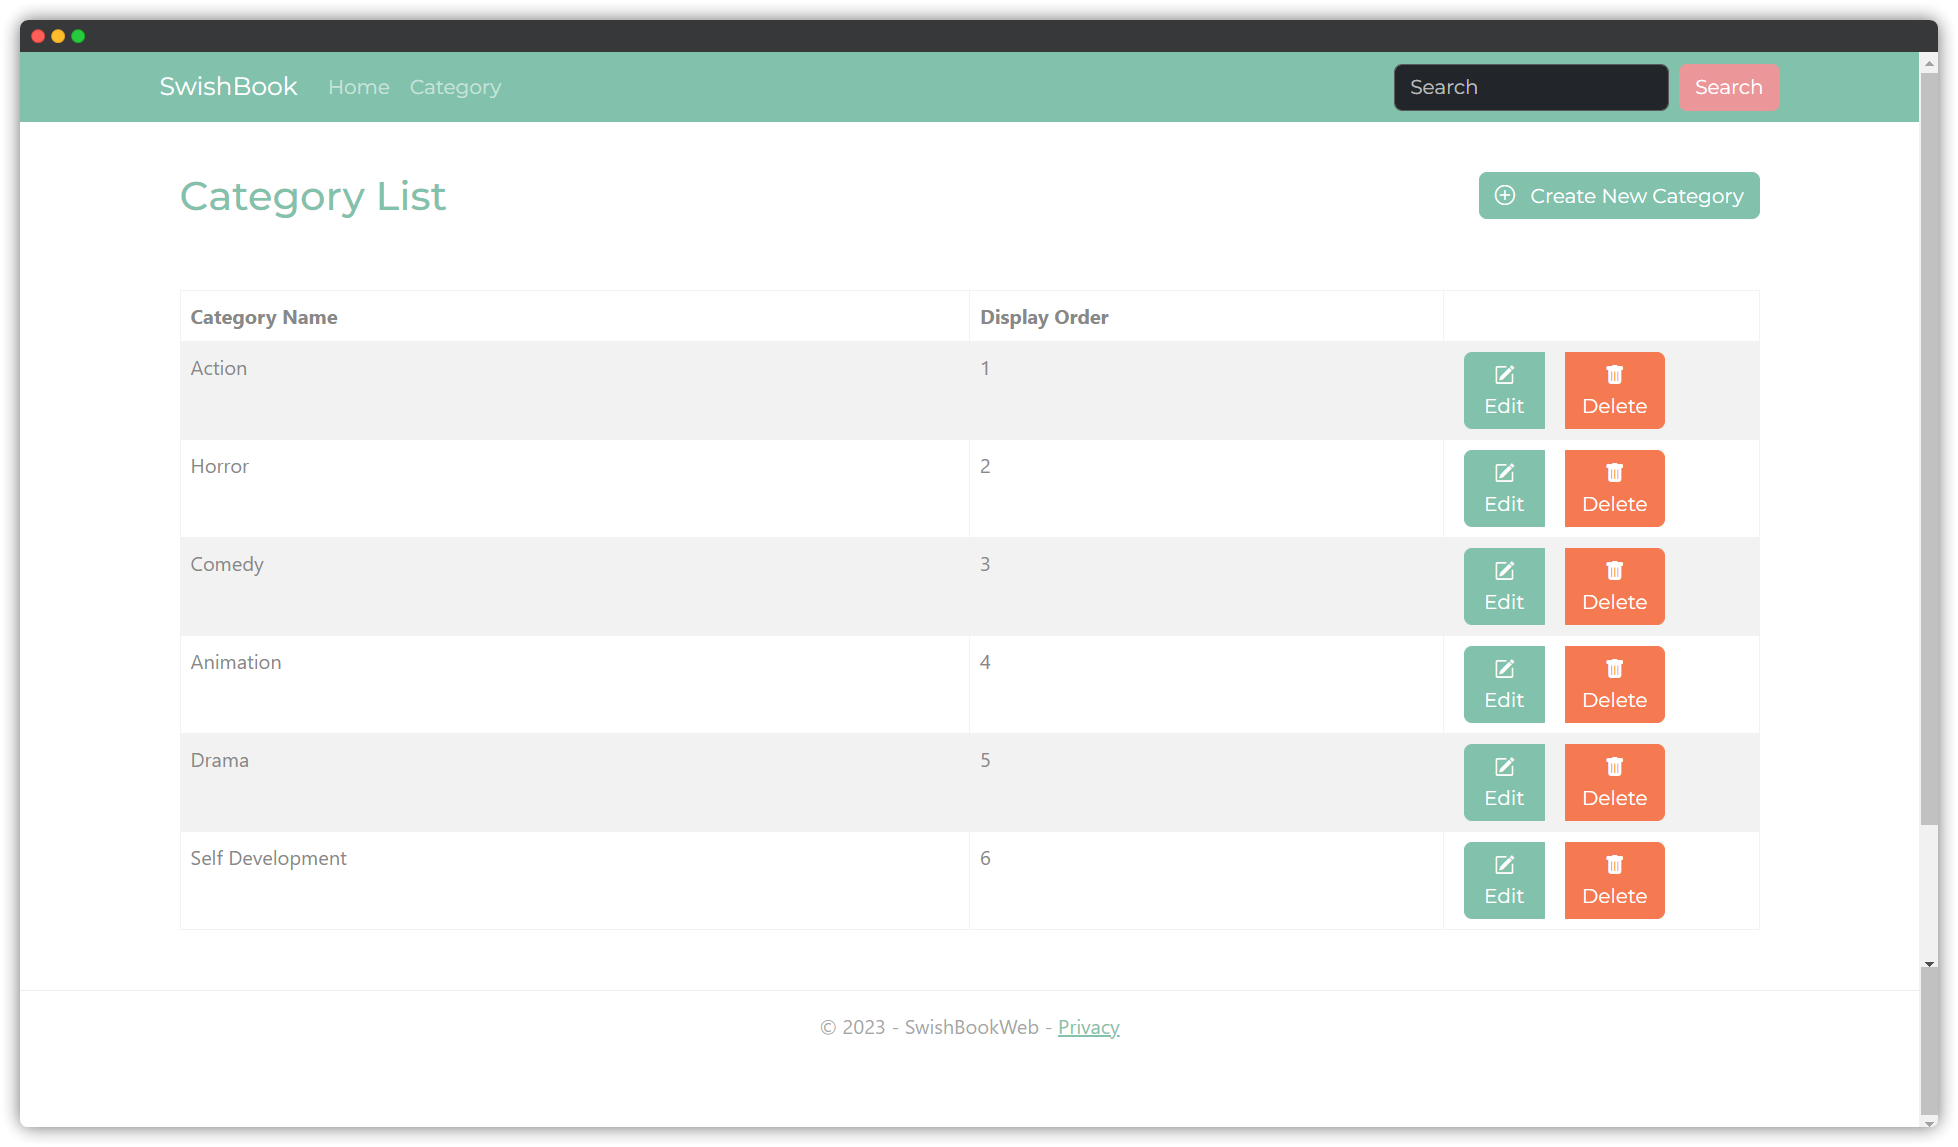 SwishBook Home Category Search Search
Category List Create New Category
Category Name Display Order
Action 1 Edit Delete
Horror 2 Edit Delete
Comedy 3 Edit Delete
Animation 4 Edit Delete
Drama 5 Edit Delete
Self Development 6 Edit Delete
© 2023 - SwishBookWeb - Privacy